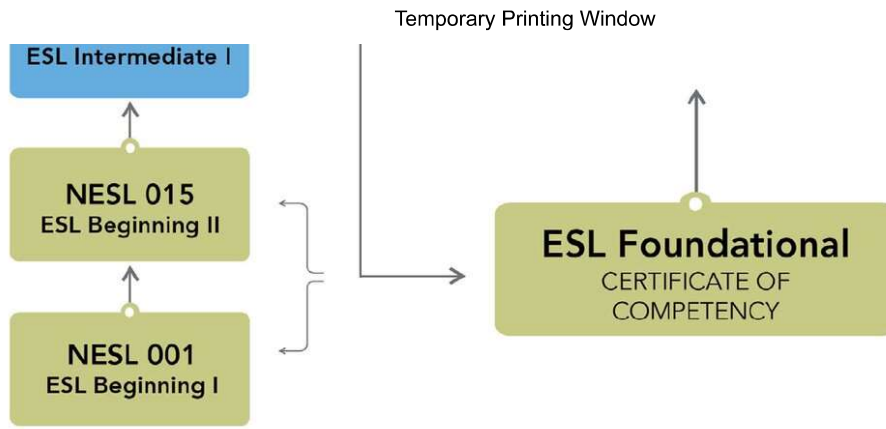 Temporary Printing Window
ESL Intermediate I
NESL 015
ESL Beginning II
NESL 001
ESL Beginning I
ESL Foundational
CERTIFICATE OF
COMPETENCY